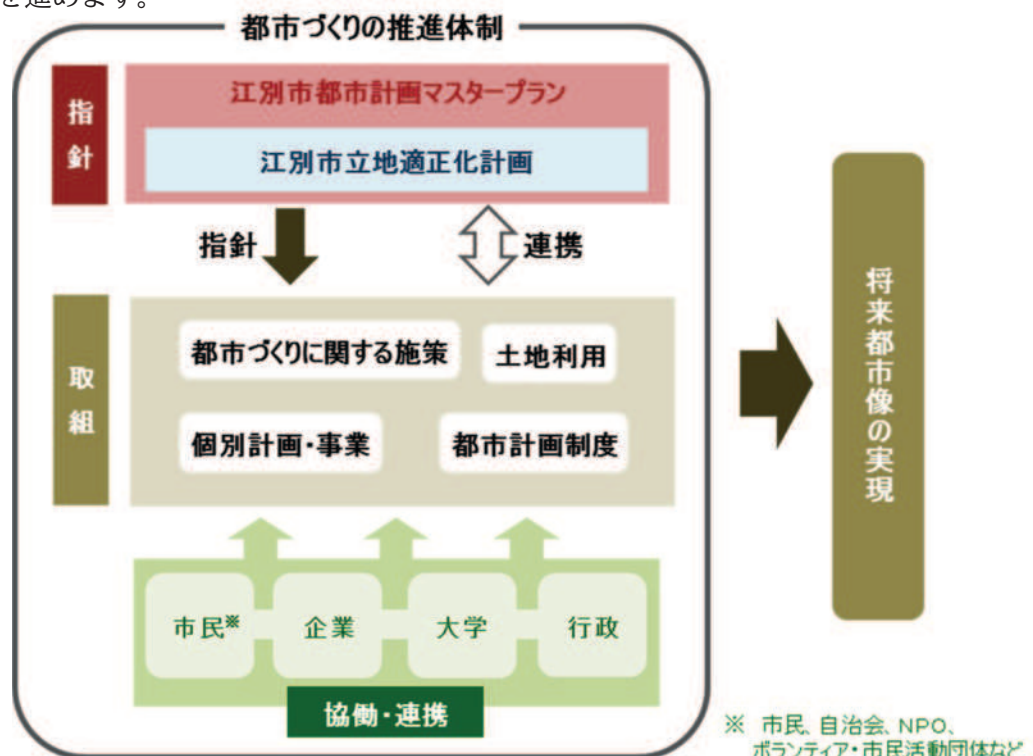 を進めます。
都市づくりの推進体制
指針
江別市都市計画マスタープラン
江別市立地適正化計画
指針
連携
取組
都市づくりに関する施策
土地利用
個別計画・事業
都市計画制度
市民※
企業
大学
行政
協働・連携
将来都市像の実現
※ 市民、自治会、NPO、
ボランティア・市民活動団体など